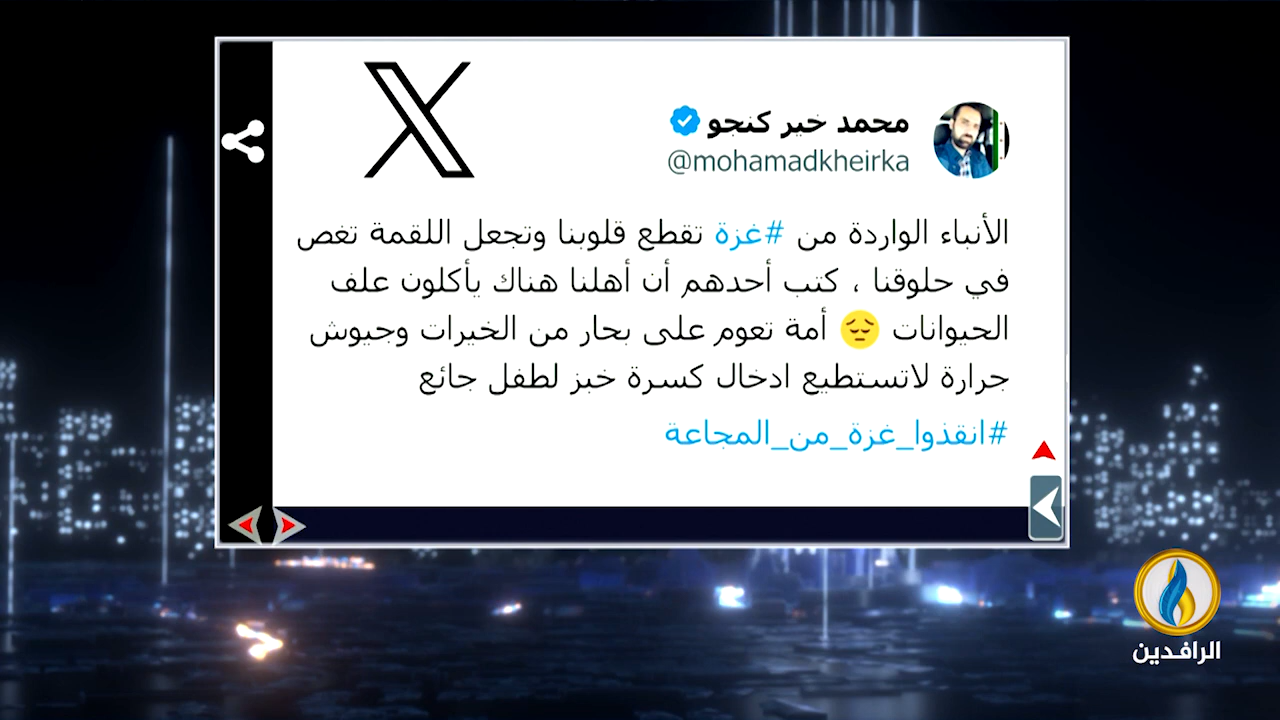 محمد خير كنجو
@mohamadkheirka
الأنباء الواردة من #غزة تقطع قلوبنا وتجعل اللقمة تغص
في حلوقنا ، كتب أحدهم أن أهلنا هناك يأكلون علف
الحيوانات 😔 أمة تعوم على بحار من الخيرات وجيوش
جرارة لاتستطيع ادخال كسرة خبز لطفل جائع
#انقذوا_غزة_من_المجاعة
الرافدين